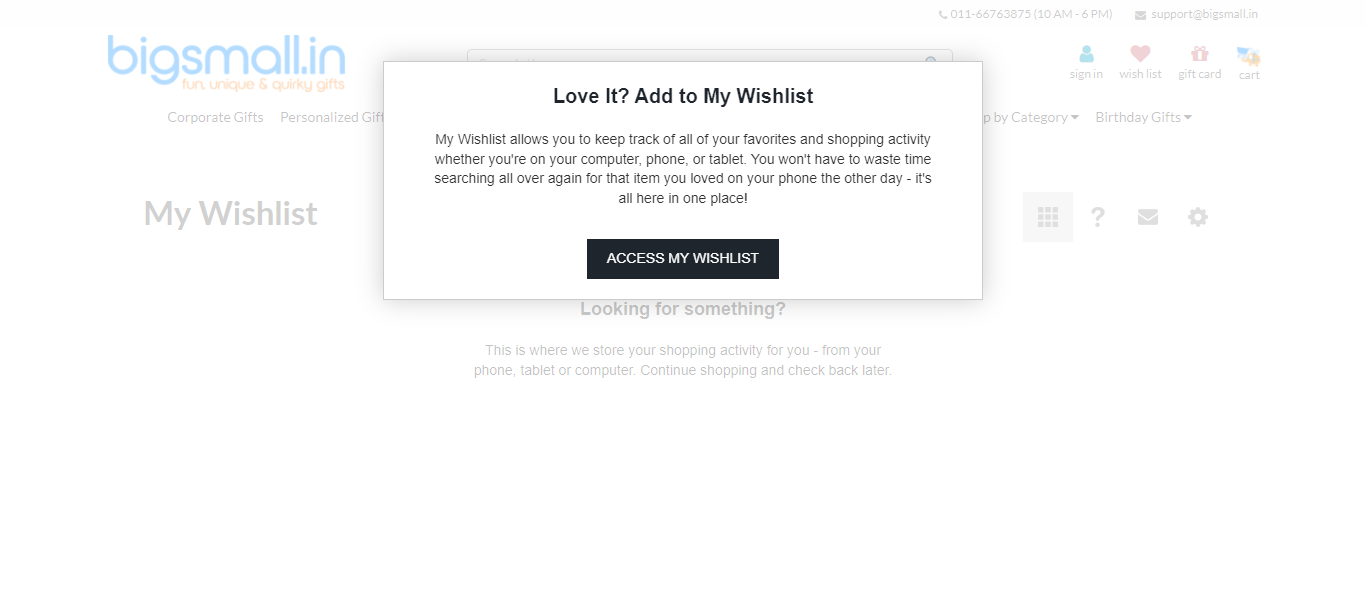 011-66763875 (10 AM - 6 PM) support@bigsmall.in
bigsmall.in
fun, unique & quirky gifts
sign in wish list gift card cart
Corporate Gifts Personalized Gift
p by Category Birthday Gifts
Love It? Add to My Wishlist
My Wishlist allows you to keep track of all of your favorites and shopping activity
whether you're on your computer, phone, or tablet. You won't have to waste time
searching all over again for that item you loved on your phone the other day - it's
all here in one place!
ACCESS MY WISHLIST
My Wishlist
?
Looking for something?
This is where we store your shopping activity for you - from your
phone, tablet or computer. Continue shopping and check back later.